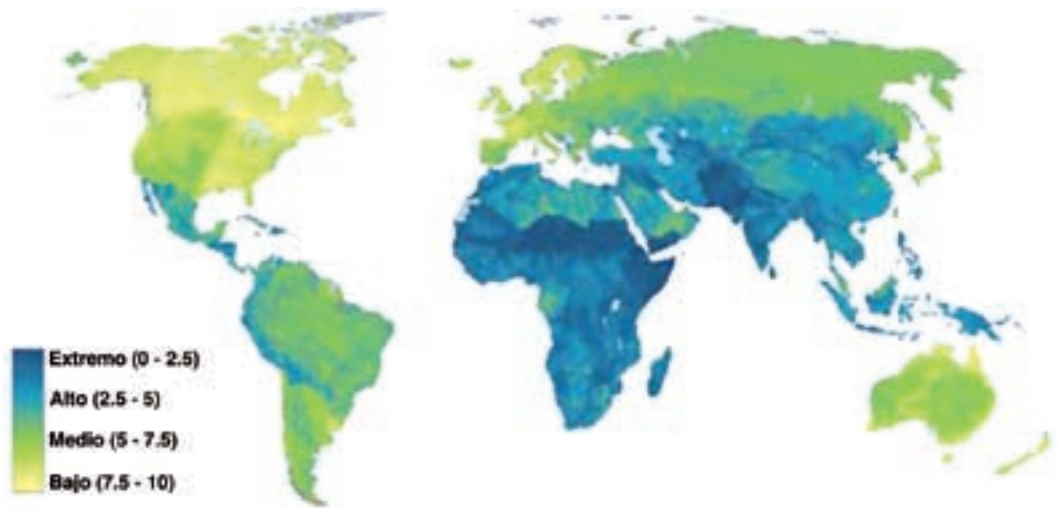 Extremo (0 - 2.5)
Alto (2.5 - 5)
Medio (5 - 7.5)
Bajo (7.5 - 10)